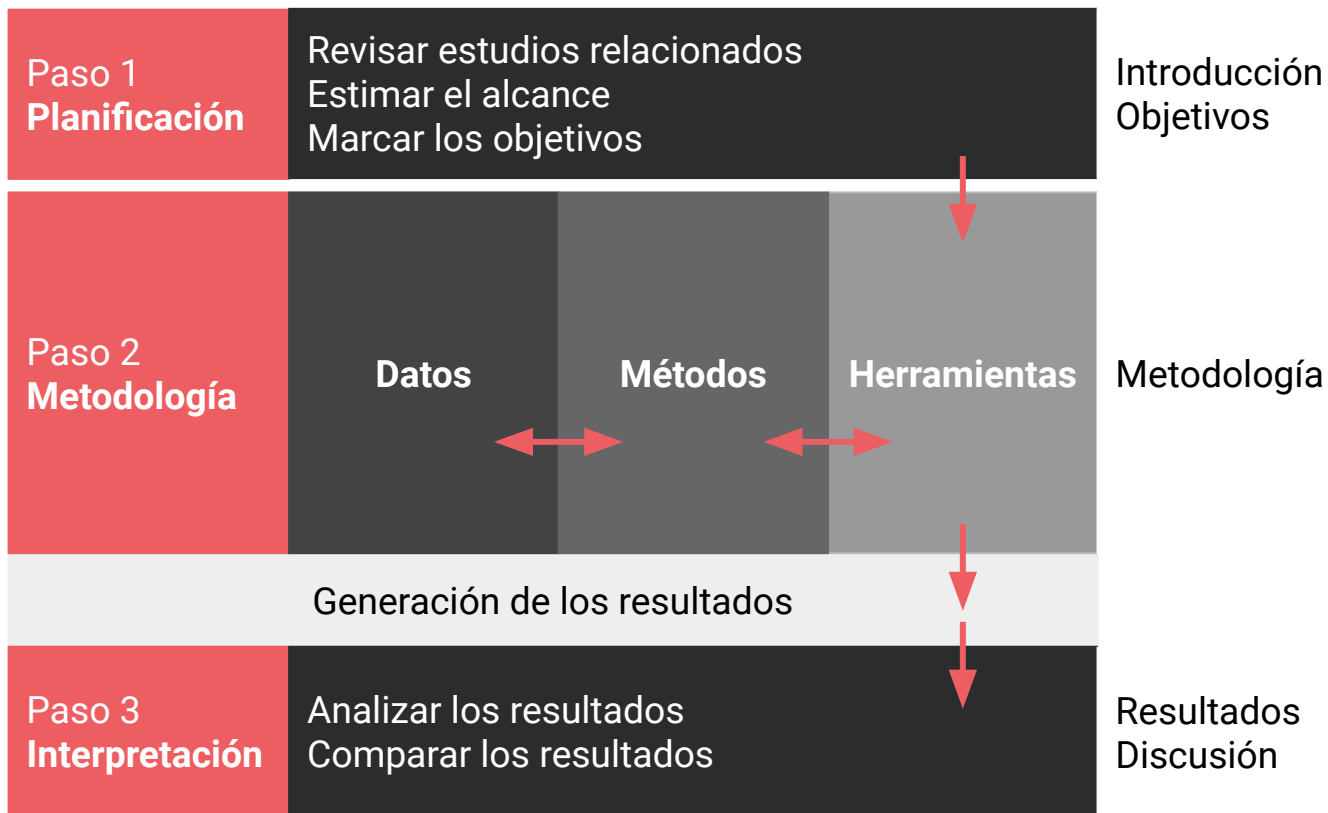 Paso 1
Planificación
Revisar estudios relacionados
Estimar el alcance
Marcar los objetivos
Introducción
Objetivos
Paso 2
Metodología
Datos
Métodos
Herramientas
Metodología
Generación de los resultados
Paso 3
Interpretación
Analizar los resultados
Comparar los resultados
Resultados
Discusión